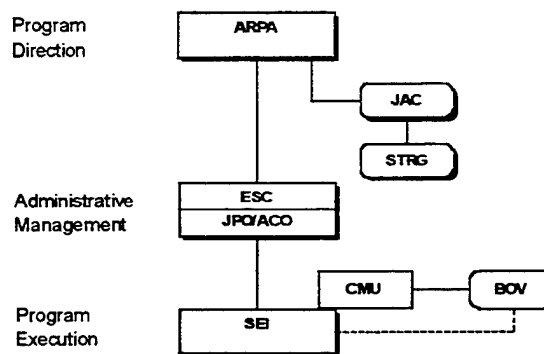 Program
Direction
ARPA
JAC
STRG
Administrative
Management
ESC
JPO/ACO
CMU
BOV
Program
Execution
SEI